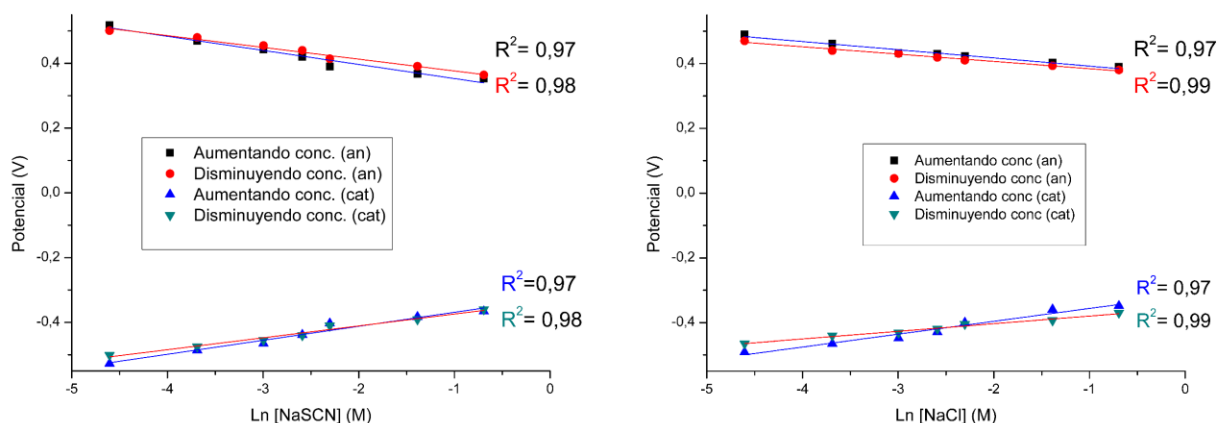 0,4
0,2
0,0
-0,2
-0,4
Potencial (V)
R²=0,97
R²= 0,98
Aumentando conc. (an)
Disminuyendo conc. (an)
Aumentando conc. (cat)
Disminuyendo conc. (cat)
R²=0,97
R²= 0,98
-5 -4 -3 -2 -1 0
Ln [NaSCN] (M)
0,4
0,2
0,0
-0,2
-0,4
Potencial (V)
R²= 0,97
R²=0,99
Aumentando conc (an)
Disminuyendo conc (an)
Aumentando conc (cat)
Disminuyendo conc (cat)
R²= 0,97
R²= 0,99
-5 -4 -3 -2 -1 0
Ln [NaCl] (M)